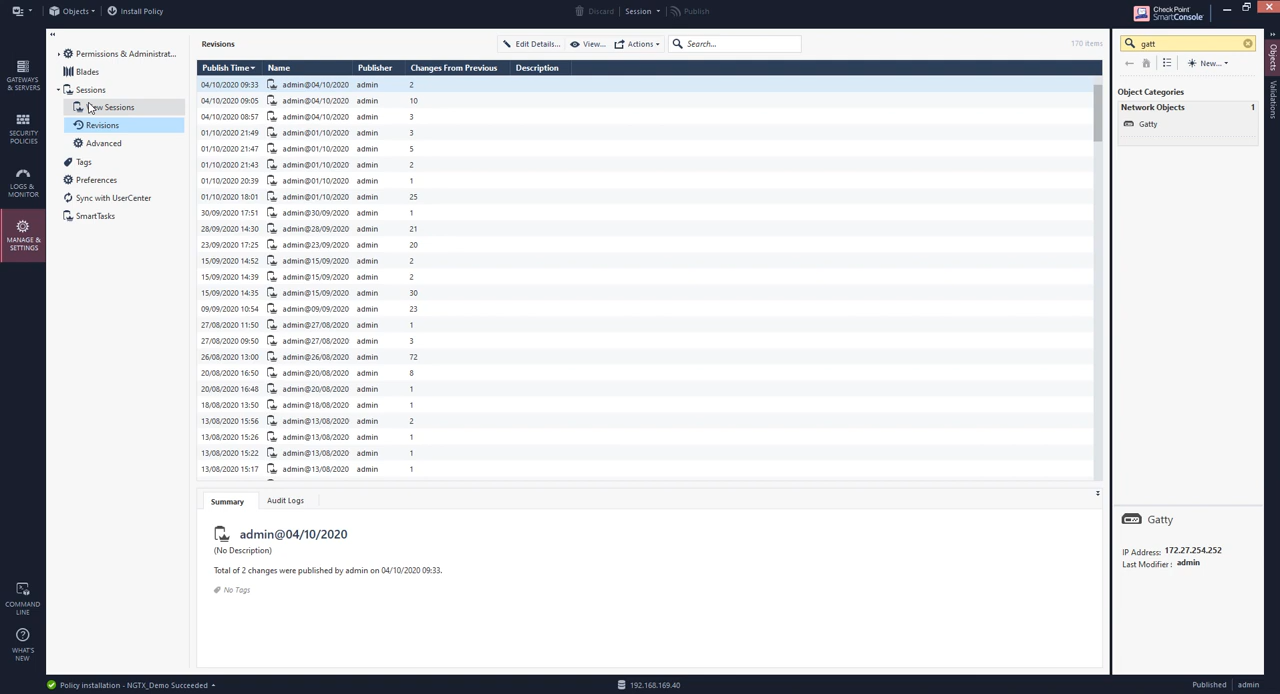 Objects
Install Policy
Discard
Session
Publish
Check Point
SmartConsole
GATEWAYS
& SERVERS
SECURITY
POLICIES
LOGS &
MONITOR
MANAGE &
SETTINGS
COMMAND
LINE
WHAT'S
NEW
Permissions & Administrat...
Blades
Sessions
w Sessions
Revisions
Advanced
Tags
Preferences
Sync with UserCenter
SmartTasks
Revisions
Edit Details...
View...
Actions
Search...
170 items
Publish Time Name Publisher Changes From Previous Description
04/10/2020 09:33 admin@04/10/2020 admin 2
04/10/2020 09:05 admin@04/10/2020 admin 10
04/10/2020 08:57 admin@04/10/2020 admin 3
01/10/2020 21:49 admin@01/10/2020 admin 3
01/10/2020 21:47 admin@01/10/2020 admin 5
01/10/2020 21:43 admin@01/10/2020 admin 2
01/10/2020 20:39 admin@01/10/2020 admin 1
01/10/2020 18:01 admin@01/10/2020 admin 25
30/09/2020 17:51 admin@30/09/2020 admin 1
28/09/2020 14:30 admin@28/09/2020 admin 21
23/09/2020 17:25 admin@23/09/2020 admin 20
15/09/2020 14:52 admin@15/09/2020 admin 2
15/09/2020 14:39 admin@15/09/2020 admin 2
15/09/2020 14:35 admin@15/09/2020 admin 30
09/09/2020 10:54 admin@09/09/2020 admin 23
27/08/2020 11:50 admin@27/08/2020 admin 1
27/08/2020 09:50 admin@27/08/2020 admin 3
26/08/2020 13:00 admin@26/08/2020 admin 72
20/08/2020 16:50 admin@20/08/2020 admin 8
20/08/2020 16:48 admin@20/08/2020 admin 1
18/08/2020 13:50 admin@18/08/2020 admin 1
13/08/2020 15:56 admin@13/08/2020 admin 2
13/08/2020 15:26 admin@13/08/2020 admin 1
13/08/2020 15:22 admin@13/08/2020 admin 1
13/08/2020 15:17 admin@13/08/2020 admin 1
Summary
Audit Logs
admin@04/10/2020
(No Description)
Total of 2 changes were published by admin on 04/10/2020 09:33.
No Tags
gatt
New...
Object Categories
Network Objects 1
Gatty
Gatty
IP Address: 172.27.254.252
Last Modifier: admin
Objects
Validations
Policy installation - NGTX_Demo Succeeded
192.168.169.40
Published
admin